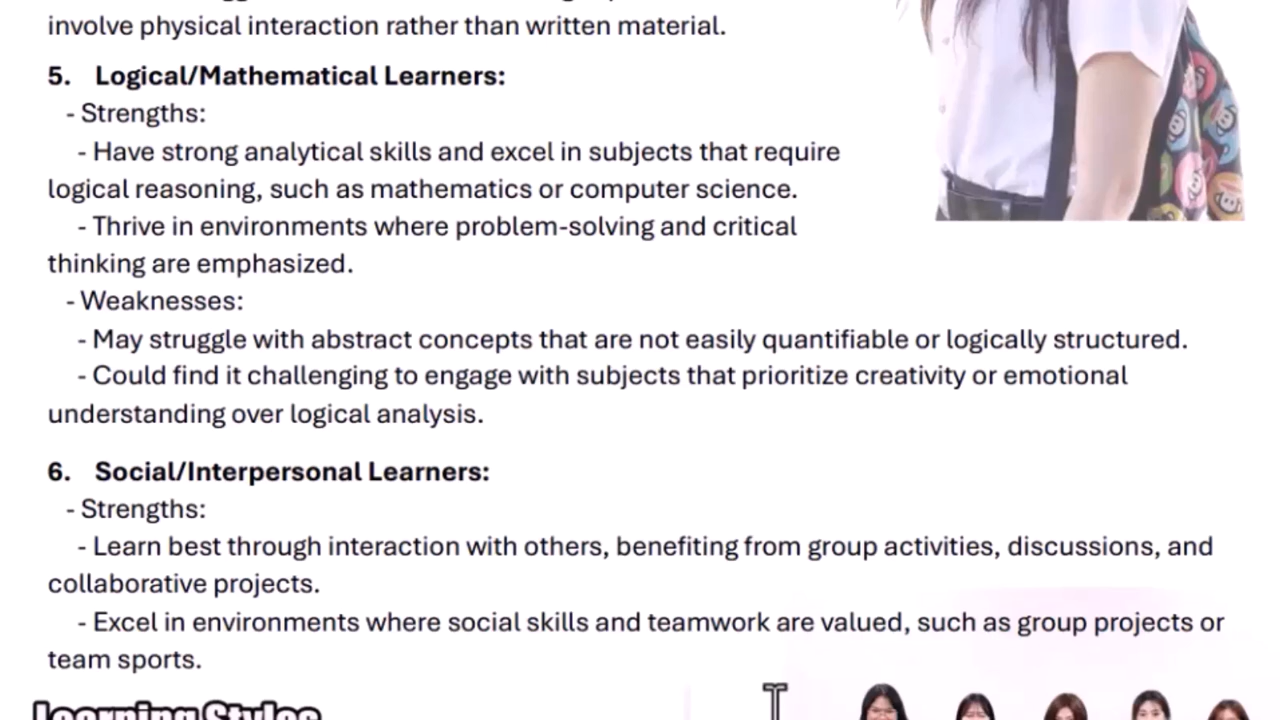 involve physical interaction rather than written material.
5. Logical/Mathematical Learners:
- Strengths:
- Have strong analytical skills and excel in subjects that require
logical reasoning, such as mathematics or computer science.
- Thrive in environments where problem-solving and critical
thinking are emphasized.
- Weaknesses:
- May struggle with abstract concepts that are not easily quantifiable or logically structured.
- Could find it challenging to engage with subjects that prioritize creativity or emotional
understanding over logical analysis.
6. Social/Interpersonal Learners:
- Strengths:
- Learn best through interaction with others, benefiting from group activities, discussions, and
collaborative projects.
- Excel in environments where social skills and teamwork are valued, such as group projects or
team sports.
Learning Styles